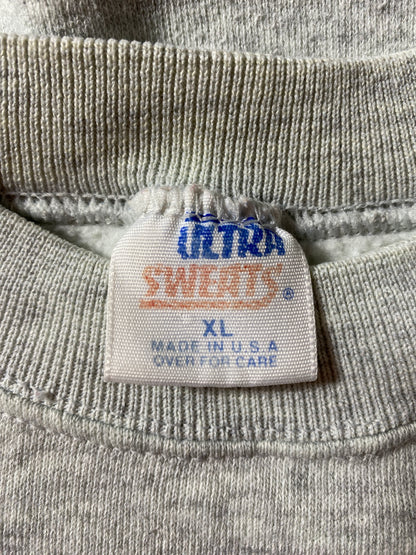 ULTRA
SWEATS®
XL
MADE IN U.S.A
OVER FOR CARE